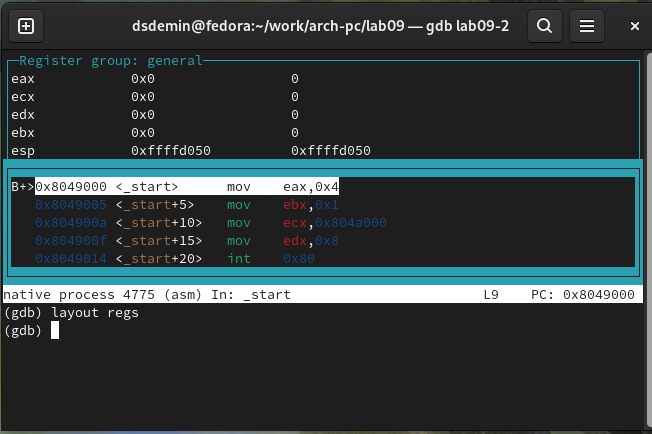 dsdemin@fedora:~/work/arch-pc/lab09 — gdb lab09-2
Register group: general
eax 0x0 0
ecx 0x0 0
edx 0x0 0
ebx 0x0 0
esp 0xffffd050 0xffffd050
B+>0x8049000 <_start> mov eax,0x4
0x8049005 <_start+5> mov ebx,0x1
0x804900a <_start+10> mov ecx,0x804a000
0x804900f <_start+15> mov edx,0x8
0x8049014 <_start+20> int 0x80
native process 4775 (asm) In: _start L9 PC: 0x8049000
(gdb) layout regs
(gdb)